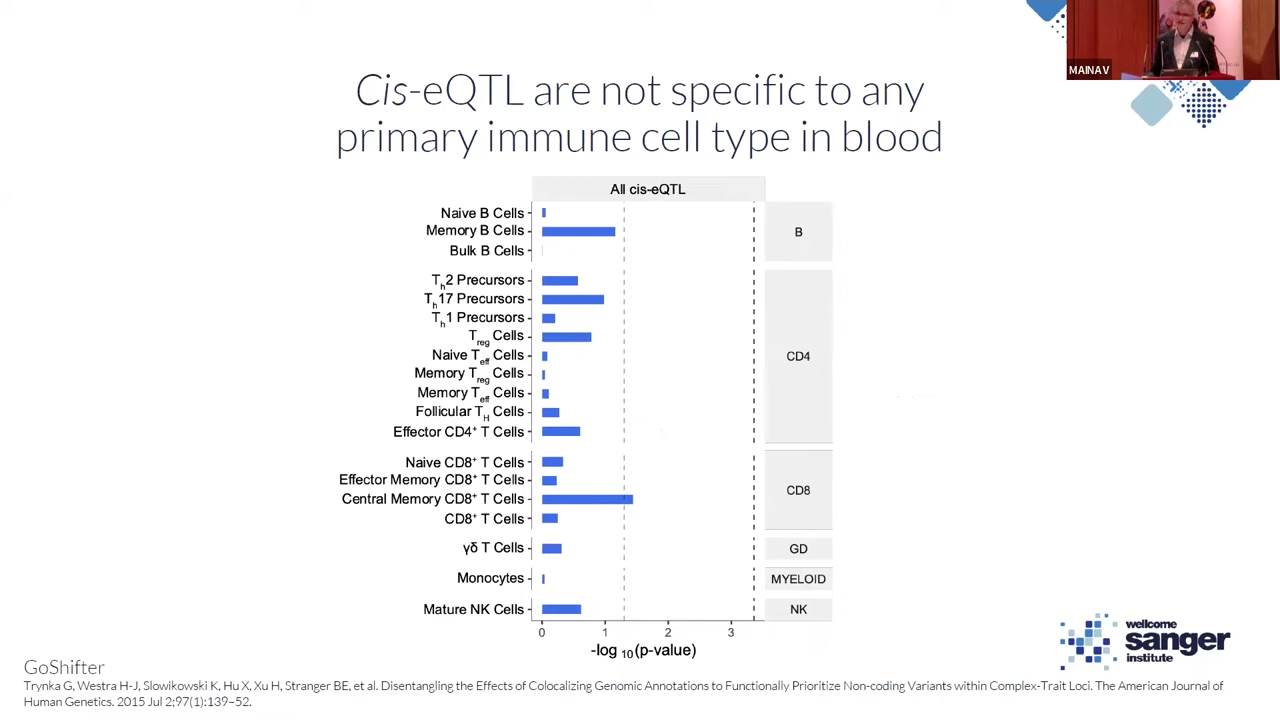 MAINAV
Cis-eQTL are not specific to any
primary immune cell type in blood
All cis-eQTL
Naive B Cells
Memory B Cells
Bulk B Cells
B
Th2 Precursors
Th17 Precursors
Th1 Precursors
Treg Cells
Naive Teff Cells
Memory Treg Cells
Memory Teff Cells
Follicular TH Cells
Effector CD4+ T Cells
CD4
Naive CD8+ T Cells
Effector Memory CD8+ T Cells
Central Memory CD8+ T Cells
CD8+ T Cells
CD8
γδ T Cells
GD
Monocytes
MYELOID
Mature NK Cells
NK
0 1 2 3
-log 10(p-value)
wellcome
sanger
institute
GoShifter
Trynka G, Westra H-J, Slowikowski K, Hu X, Xu H, Stranger BE, et al. Disentangling the Effects of Colocalizing Genomic Annotations to Functionally Prioritize Non-coding Variants within Complex-Trait Loci. The American Journal of
Human Genetics. 2015 Jul 2;97(1):139–52.